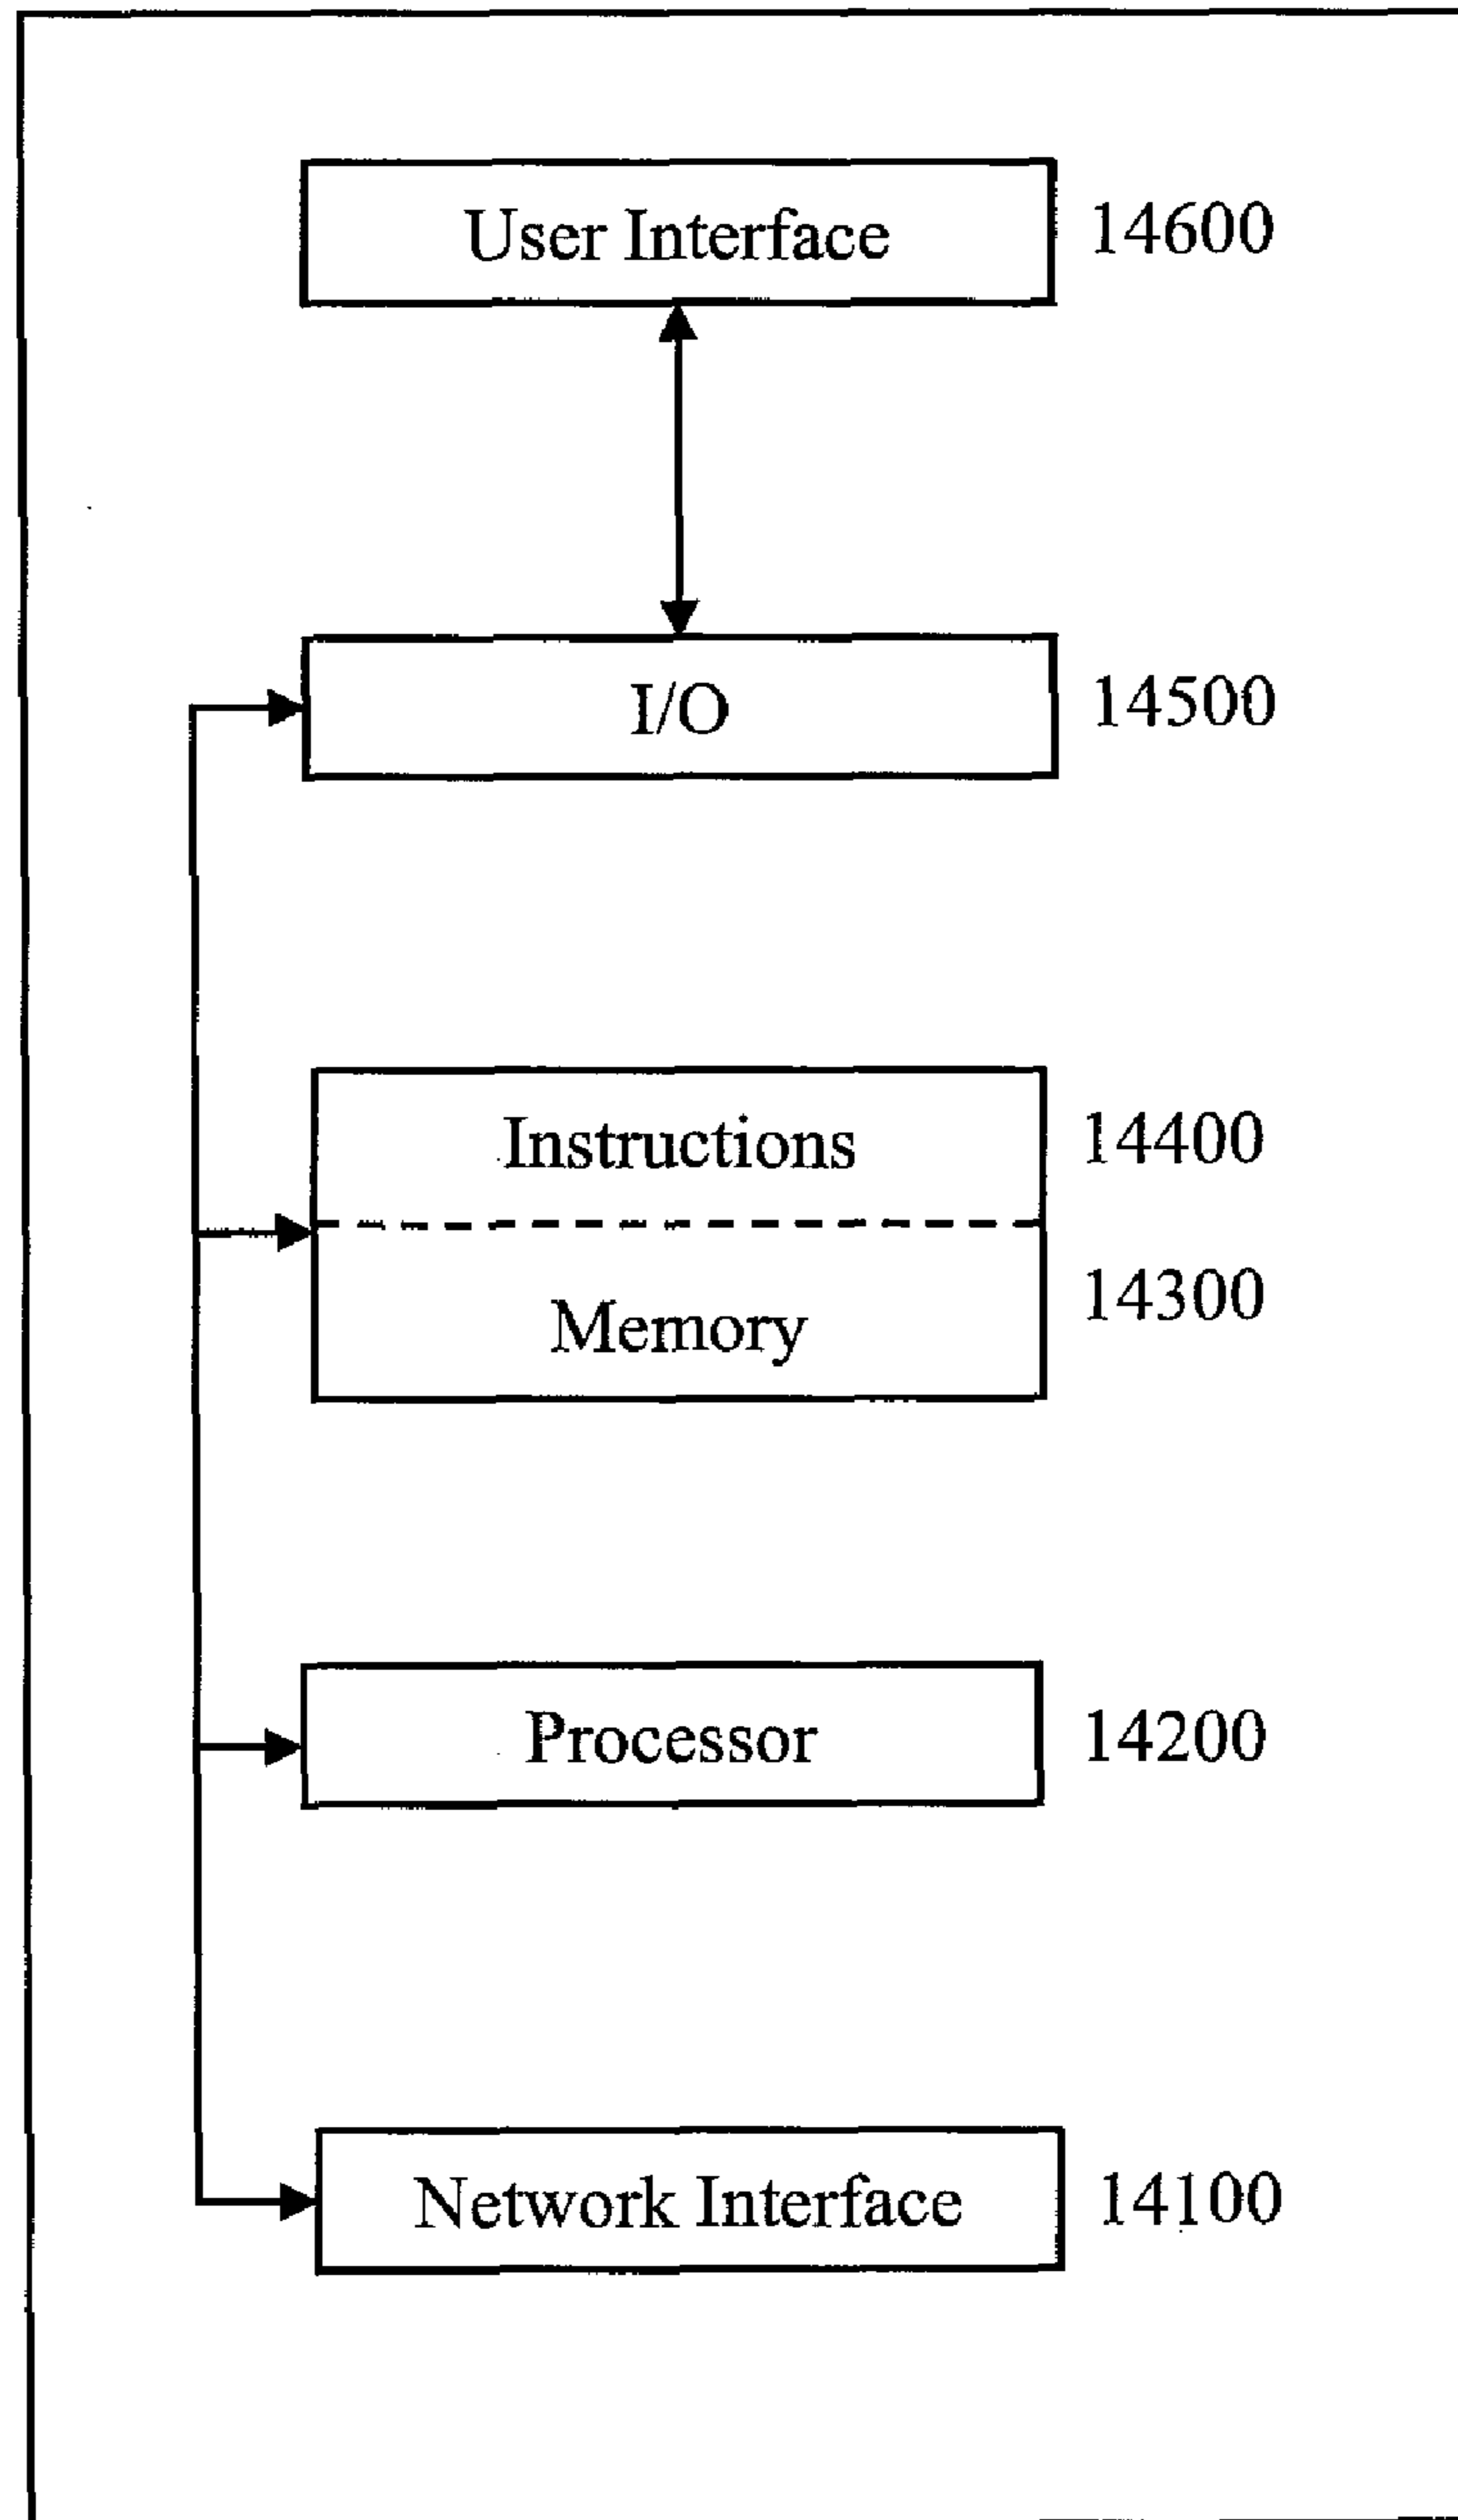 User Interface 14600
I/O 14500
Instructions 14400
Memory 14300
Processor 14200
Network Interface 14100